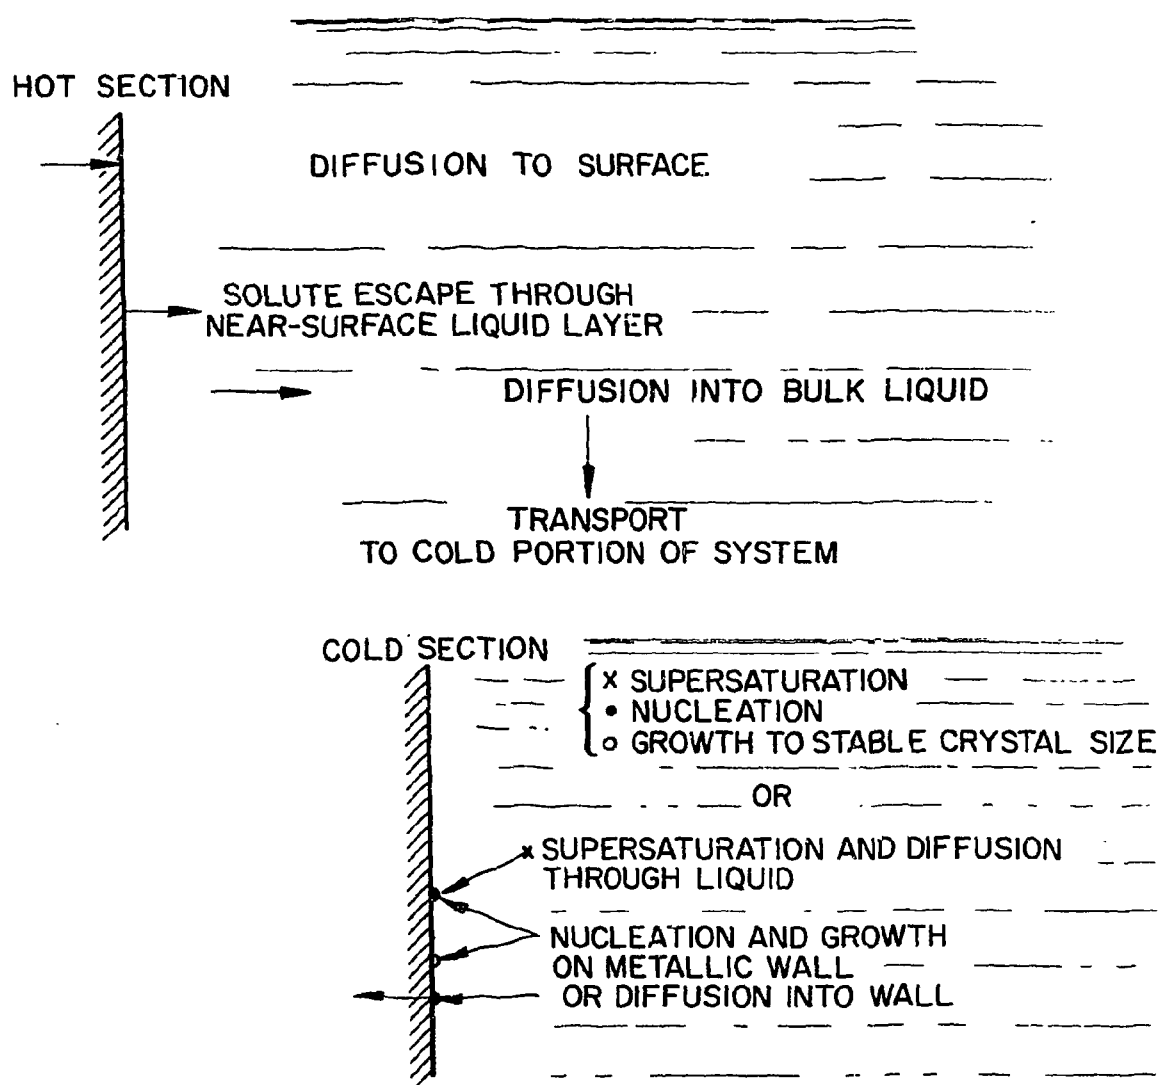 HOT SECTION
DIFFUSION TO SURFACE
SOLUTE ESCAPE THROUGH
NEAR-SURFACE LIQUID LAYER
DIFFUSION INTO BULK LIQUID
TRANSPORT
TO COLD PORTION OF SYSTEM
COLD SECTION
x SUPERSATURATION
• NUCLEATION
o GROWTH TO STABLE CRYSTAL SIZE
OR
x SUPERSATURATION AND DIFFUSION
THROUGH LIQUID
NUCLEATION AND GROWTH
ON METALLIC WALL
OR DIFFUSION INTO WALL